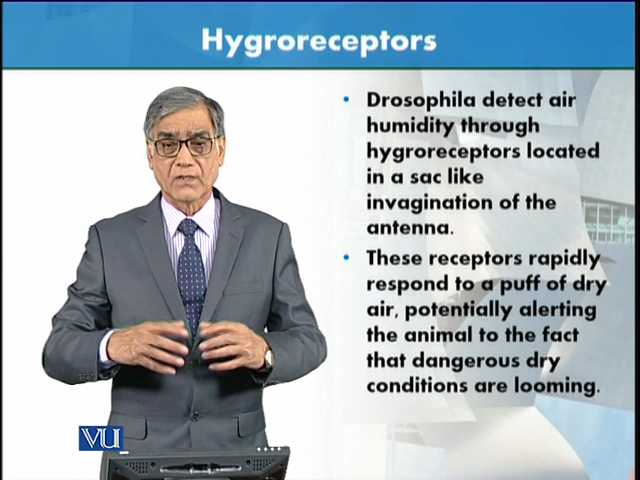 Hygroreceptors
• Drosophila detect air
humidity through
hygroreceptors located
in a sac like
invagination of the
antenna.
• These receptors rapidly
respond to a puff of dry
air, potentially alerting
the animal to the fact
that dangerous dry
conditions are looming.
VU